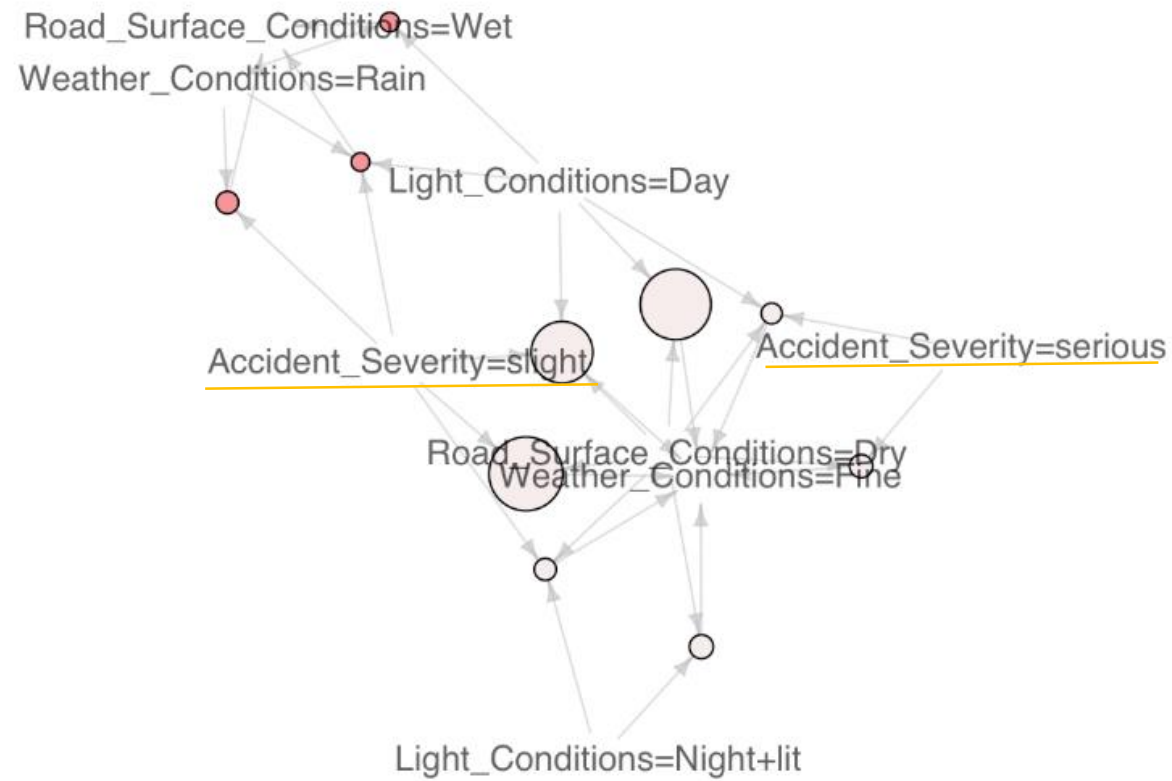 Road_Surface_Conditions=Wet
Weather_Conditions=Rain
Light_Conditions=Day
Accident_Severity=serious
Accident_Severity=slight
Road_Surface_Conditions=Dry
Weather_Conditions=Fine
Light_Conditions=Night+lit